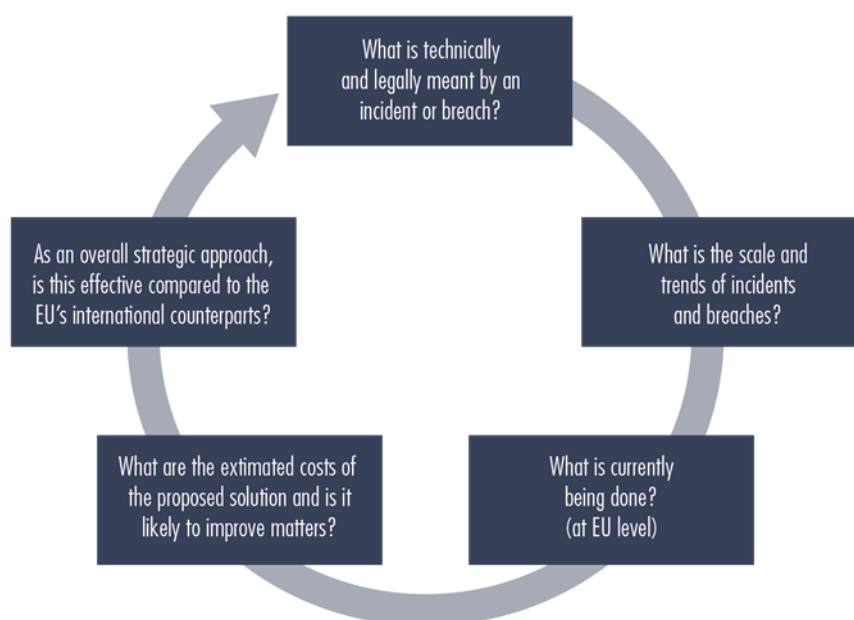 What is technically
and legally meant by an
incident or breach?
What is the scale and
trends of incidents
and breaches?
What is currently
being done?
(at EU level)
What are the extimated costs of
the proposed solution and is it
likely to improve matters?
As an overall strategic approach,
is this effective compared to the
EU's international counterparts?